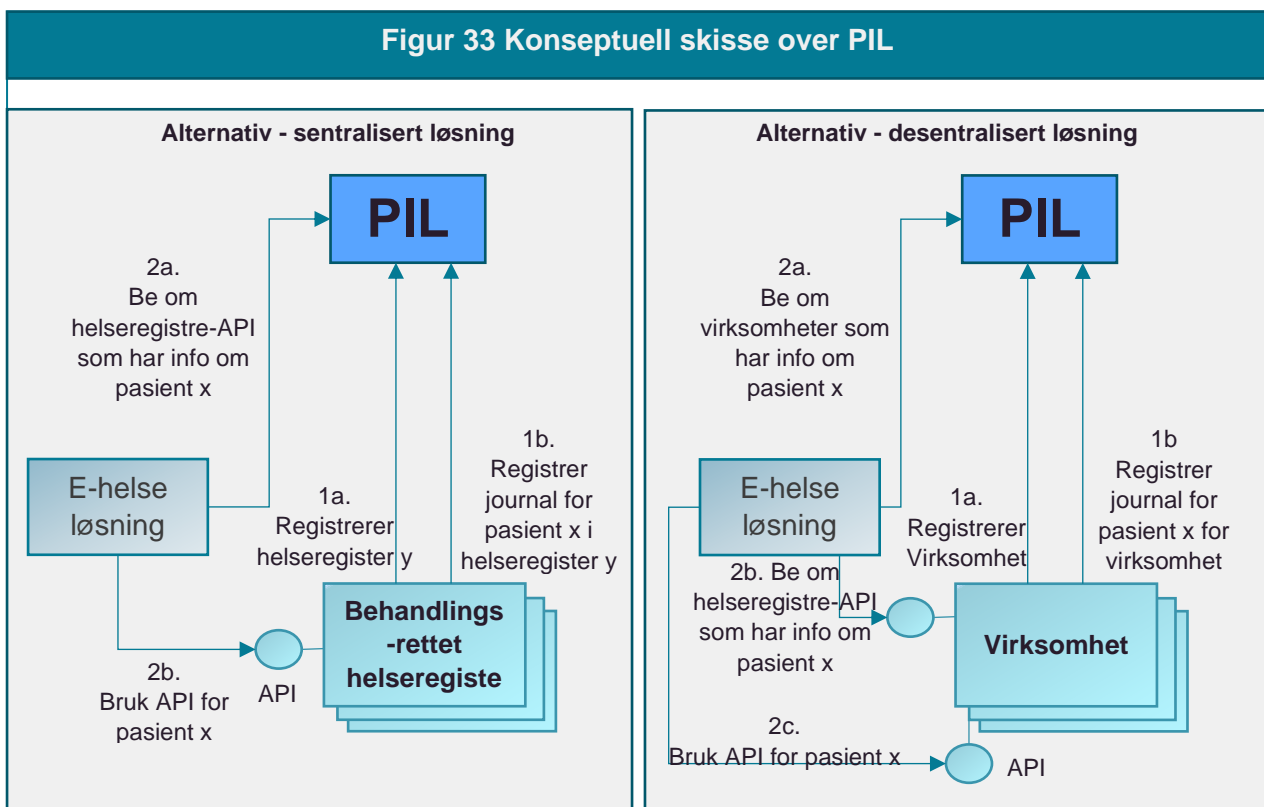 Figur 33 Konseptuell skisse over PIL
Alternativ - sentralisert løsning
PIL
2a.
Be om
helseregistre-API
som har info om
pasient x
E-helse
løsning
1a.
Registrerer
helseregister y
1b.
Registrer
journal for
pasient x i
helseregister y
Behandlings
-rettet
helseregiste
2b.
Bruk API for
pasient x
API
Alternativ - desentralisert løsning
PIL
2a.
Be om
virksomheter som
har info om
pasient x
E-helse
løsning
1a.
Registrerer
Virksomhet
1b
Registrer
journal for
pasient x for
virksomhet
2b. Be om
helseregistre-API
som har info om
pasient x
Virksomhet
2c.
Bruk API for pasient x
API